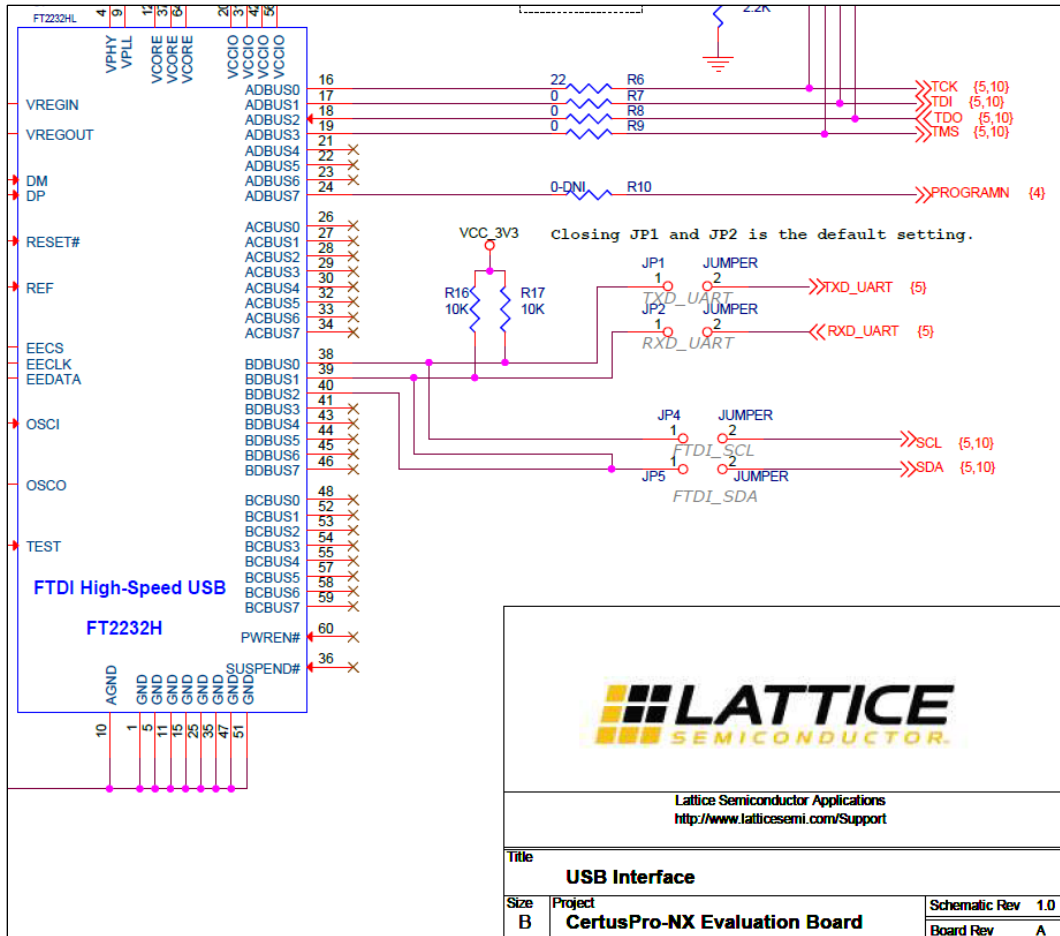 FT2232HL
4
9
12
37
64
20
31
42
56
2.2K
VPHY
VPLL
VCORE
VCORE
VCORE
VCCIO
VCCIO
VCCIO
VCCIO
VREGIN
VREGOUT
DM
DP
RESET#
REF
EECS
EECLK
EEDATA
OSCI
OSCO
TEST
ADBUS0 16 22 R6 TCK {5,10}
ADBUS1 17 0 R7 TDI {5,10}
ADBUS2 18 0 R8 TDO {5,10}
ADBUS3 19 0 R9 TMS {5,10}
ADBUS4 21
ADBUS5 22
ADBUS6 23
ADBUS7 24 0-DNI R10 PROGRAMN {4}
ACBUS0 26
ACBUS1 27
ACBUS2 28
ACBUS3 29
ACBUS4 30
ACBUS5 32
ACBUS6 33
ACBUS7 34
VCC_3V3
Closing JP1 and JP2 is the default setting.
R16
10K
R17
10K
JP1 JUMPER
1 2
TXD_UART
TXD_UART {5}
JP2 JUMPER
1 2
RXD_UART
RXD_UART {5}
BDBUS0 38
BDBUS1 39
BDBUS2 40
BDBUS3 41
BDBUS4 43
BDBUS5 44
BDBUS6 45
BDBUS7 46
JP4 JUMPER
1 2
FTDI_SCL
SCL {5,10}
1 2
SDA {5,10}
JP5 JUMPER
FTDI_SDA
BCBUS0 48
BCBUS1 52
BCBUS2 53
BCBUS3 54
BCBUS4 55
BCBUS5 57
BCBUS6 58
BCBUS7 59
PWREN# 60
SUSPEND# 36
FTDI High-Speed USB
FT2232H
AGND
GND
GND
GND
GND
GND
GND
GND
GND
10
1
5
11
15
25
35
47
51
LATTICE
SEMICONDUCTOR.
Lattice Semiconductor Applications
http://www.latticesemi.com/Support
Title
USB Interface
Size Project
B CertusPro-NX Evaluation Board
Schematic Rev 1.0
Board Rev A